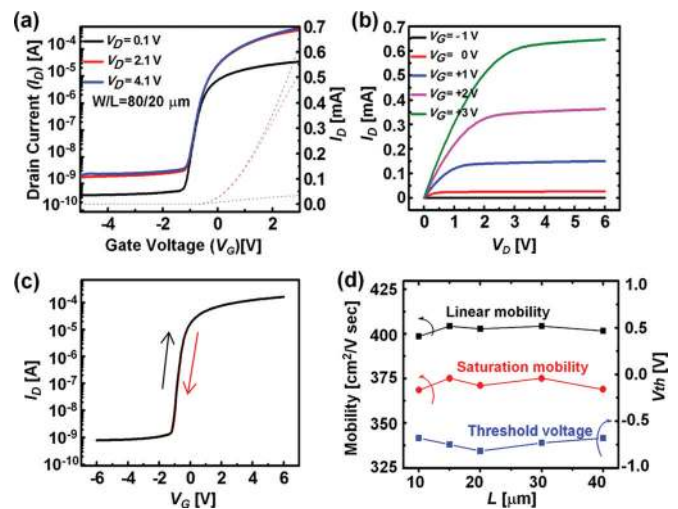 (a)
V_D = 0.1 V
V_D = 2.1 V
V_D = 4.1 V
W/L=80/20 μm
Drain Current (I_D) [A]
10⁻⁴
10⁻⁵
10⁻⁶
10⁻⁷
10⁻⁸
10⁻⁹
10⁻¹⁰
-4
-2
0
2
Gate Voltage (V_G)[V]
0.7
0.6
0.5
0.4
0.3
0.2
0.1
0.0
I_D [mA]
(b)
V_G= -1 V
V_G= 0 V
V_G= +1 V
V_G= +2 V
V_G= +3 V
I_D [mA]
0.7
0.6
0.5
0.4
0.3
0.2
0.1
0
0 1 2 3 4 5 6
V_D [V]
(c)
I_D [A]
10⁻³
10⁻⁴
10⁻⁵
10⁻⁶
10⁻⁷
10⁻⁸
10⁻⁹
10⁻¹⁰
-6 -4 -2 0 2 4 6
V_G [V]
(d)
Linear mobility
Saturation mobility
Threshold voltage
Mobility [cm²/V sec]
425
400
375
350
325
10 20 30 40
L [μm]
1.0
0.5
0.0
-0.5
-1.0
Vth [V]